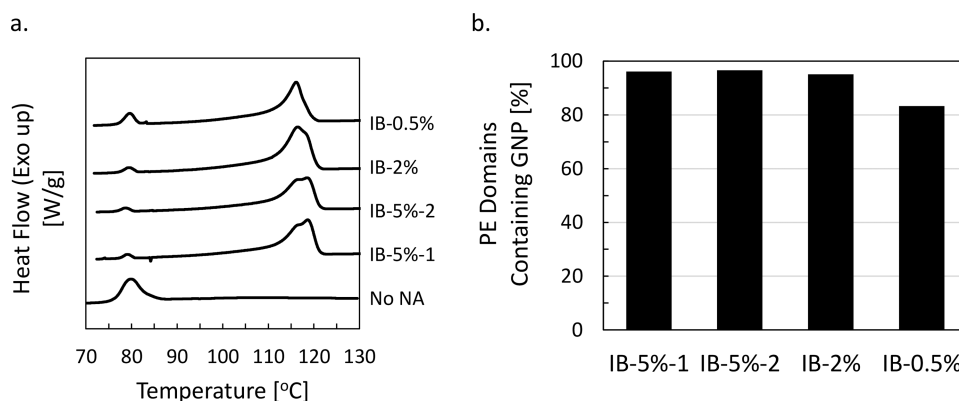 a.
Heat Flow (Exo up)
[W/g]
IB-0.5%
IB-2%
IB-5%-2
IB-5%-1
No NA
70 80 90 100 110 120 130
Temperature [°C]
b.
PE Domains
Containing GNP [%]
100
80
60
40
20
0
IB-5%-1 IB-5%-2 IB-2% IB-0.5%